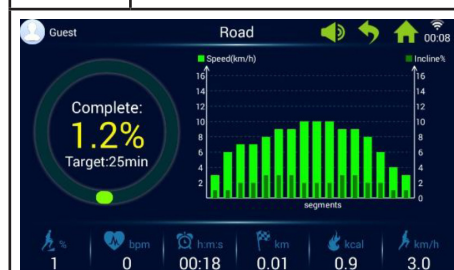 Guest
Road
00:08
Speed(km/h)
Incline%
16
14
12
10
8
6
4
2
16
14
12
10
8
6
4
2
0
segments
Complete:
1.2%
Target:25min
%
bpm
h:m:s
km
kcal
km/h
1
0
00:18
0.01
0.9
3.0